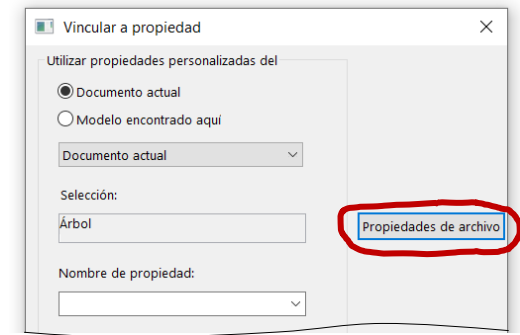 Vincular a propiedad
Utilizar propiedades personalizadas del
Documento actual
Modelo encontrado aquí
Documento actual
Selección:
Árbol
Propiedades de archivo
Nombre de propiedad: